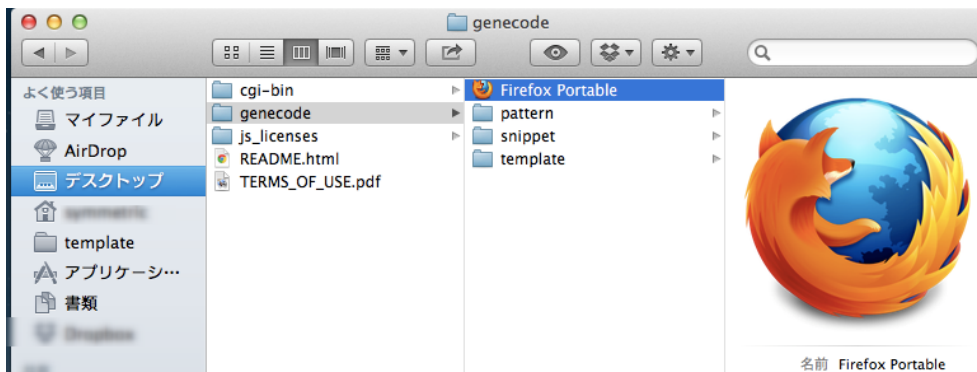 genecode
よく使う項目
マイファイル
AirDrop
デスクトップ
template
アプリケーシ…
書類
cgi-bin
genecode
js_licenses
README.html
TERMS_OF_USE.pdf
Firefox Portable
pattern
snippet
template
名前 Firefox Portable